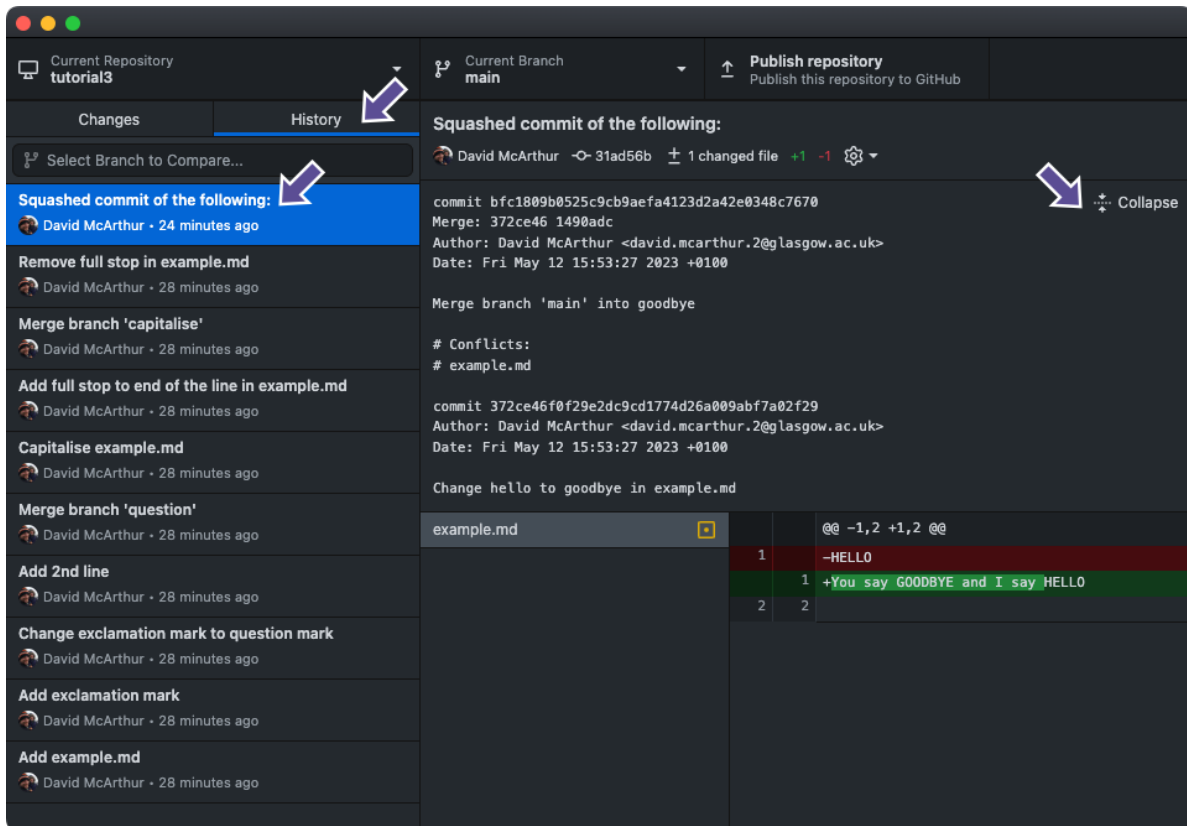 Current Repository
tutorial3
Current Branch
main
Publish repository
Publish this repository to GitHub
Changes
History
Select Branch to Compare...
Squashed commit of the following:
David McArthur • 24 minutes ago
Remove full stop in example.md
David McArthur • 28 minutes ago
Merge branch 'capitalise'
David McArthur • 28 minutes ago
Add full stop to end of the line in example.md
David McArthur • 28 minutes ago
Capitalise example.md
David McArthur • 28 minutes ago
Merge branch 'question'
David McArthur • 28 minutes ago
Add 2nd line
David McArthur • 28 minutes ago
Change exclamation mark to question mark
David McArthur • 28 minutes ago
Add exclamation mark
David McArthur • 28 minutes ago
Add example.md
David McArthur • 28 minutes ago
Squashed commit of the following:
David McArthur 31ad56b 1 changed file +1 -1
Collapse
commit bfc1809b0525c9cb9aefa4123d2a42e0348c7670
Merge: 372ce46 1490adc
Author: David McArthur <david.mcarthur.2@glasgow.ac.uk>
Date: Fri May 12 15:53:27 2023 +0100
Merge branch 'main' into goodbye
# Conflicts:
# example.md
commit 372ce46f0f29e2dc9cd1774d26a009abf7a02f29
Author: David McArthur <david.mcarthur.2@glasgow.ac.uk>
Date: Fri May 12 15:53:27 2023 +0100
Change hello to goodbye in example.md
example.md
@@ -1,2 +1,2 @@
1 -HELLO
1 +You say GOODBYE and I say HELLO
2 2